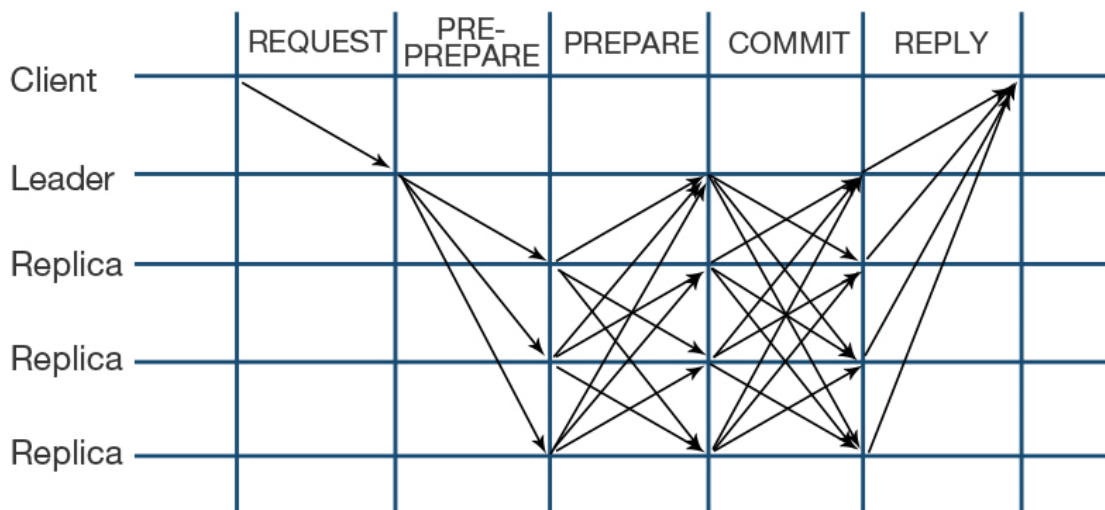 REQUEST
PRE-
PREPARE
PREPARE
COMMIT
REPLY
Client
Leader
Replica
Replica
Replica